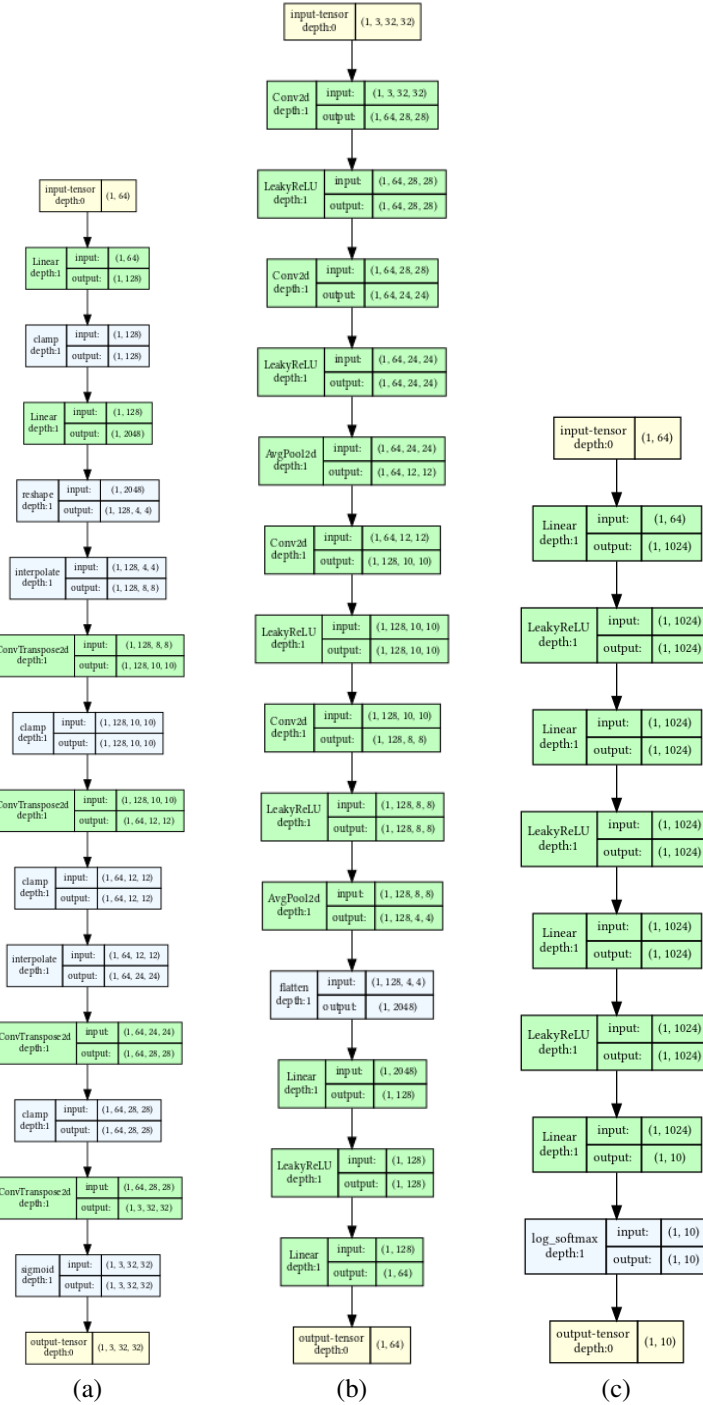 input-tensor
depth:0
(1, 64)
Linear
depth:1
input:
(1, 64)
output:
(1, 128)
clamp
depth:1
input:
(1, 128)
output:
(1, 128)
Linear
depth:1
input:
(1, 128)
output:
(1, 2048)
reshape
depth:1
input:
(1, 2048)
output:
(1, 128, 4, 4)
interpolate
depth:1
input:
(1, 128, 4, 4)
output:
(1, 128, 8, 8)
ConvTranspose2d
depth:1
input:
(1, 128, 8, 8)
output:
(1, 128, 10, 10)
clamp
depth:1
input:
(1, 128, 10, 10)
output:
(1, 128, 10, 10)
ConvTranspose2d
depth:1
input:
(1, 128, 10, 10)
output:
(1, 64, 12, 12)
clamp
depth:1
input:
(1, 64, 12, 12)
output:
(1, 64, 12, 12)
interpolate
depth:1
input:
(1, 64, 12, 12)
output:
(1, 64, 24, 24)
ConvTranspose2d
depth:1
input:
(1, 64, 24, 24)
output:
(1, 64, 28, 28)
clamp
depth:1
input:
(1, 64, 28, 28)
output:
(1, 64, 28, 28)
ConvTranspose2d
depth:1
input:
(1, 64, 28, 28)
output:
(1, 3, 32, 32)
sigmoid
depth:1
input:
(1, 3, 32, 32)
output:
(1, 3, 32, 32)
output-tensor
depth:0
(1, 3, 32, 32)
(a)
input-tensor
depth:0
(1, 3, 32, 32)
Conv2d
depth:1
input:
(1, 3, 32, 32)
output:
(1, 64, 28, 28)
LeakyReLU
depth:1
input:
(1, 64, 28, 28)
output:
(1, 64, 28, 28)
Conv2d
depth:1
input:
(1, 64, 28, 28)
output:
(1, 64, 24, 24)
LeakyReLU
depth:1
input:
(1, 64, 24, 24)
output:
(1, 64, 24, 24)
AvgPool2d
depth:1
input:
(1, 64, 24, 24)
output:
(1, 64, 12, 12)
Conv2d
depth:1
input:
(1, 64, 12, 12)
output:
(1, 128, 10, 10)
LeakyReLU
depth:1
input:
(1, 128, 10, 10)
output:
(1, 128, 10, 10)
Conv2d
depth:1
input:
(1, 128, 10, 10)
output:
(1, 128, 8, 8)
LeakyReLU
depth:1
input:
(1, 128, 8, 8)
output:
(1, 128, 8, 8)
AvgPool2d
depth:1
input:
(1, 128, 8, 8)
output:
(1, 128, 4, 4)
flatten
depth:1
input:
(1, 128, 4, 4)
output:
(1, 2048)
Linear
depth:1
input:
(1, 2048)
output:
(1, 128)
LeakyReLU
depth:1
input:
(1, 128)
output:
(1, 128)
Linear
depth:1
input:
(1, 128)
output:
(1, 64)
output-tensor
depth:0
(1, 64)
(b)
input-tensor
depth:0
(1, 64)
Linear
depth:1
input:
(1, 64)
output:
(1, 1024)
LeakyReLU
depth:1
input:
(1, 1024)
output:
(1, 1024)
Linear
depth:1
input:
(1, 1024)
output:
(1, 1024)
LeakyReLU
depth:1
input:
(1, 1024)
output:
(1, 1024)
Linear
depth:1
input:
(1, 1024)
output:
(1, 1024)
LeakyReLU
depth:1
input:
(1, 1024)
output:
(1, 1024)
Linear
depth:1
input:
(1, 1024)
output:
(1, 10)
log_softmax
depth:1
input:
(1, 10)
output:
(1, 10)
output-tensor
depth:0
(1, 10)
(c)